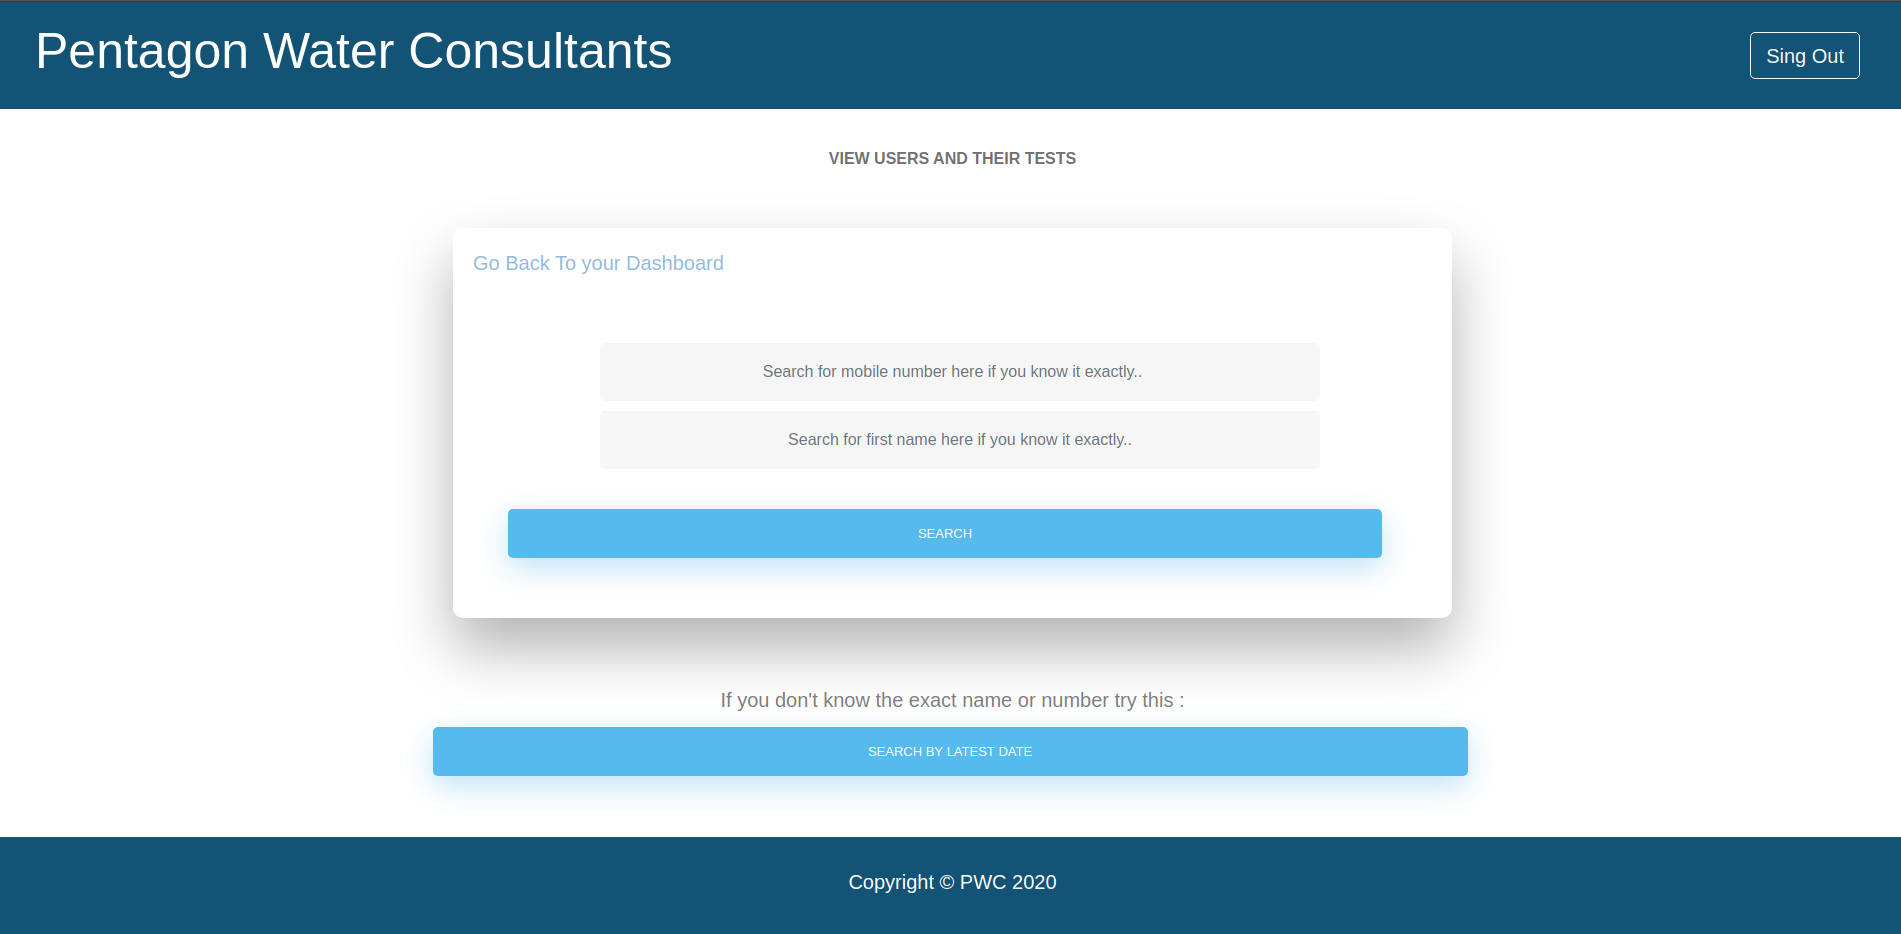 Pentagon Water Consultants
Sing Out
VIEW USERS AND THEIR TESTS
Go Back To your Dashboard
Search for mobile number here if you know it exactly..
Search for first name here if you know it exactly..
SEARCH
If you don't know the exact name or number try this :
SEARCH BY LATEST DATE
Copyright © PWC 2020